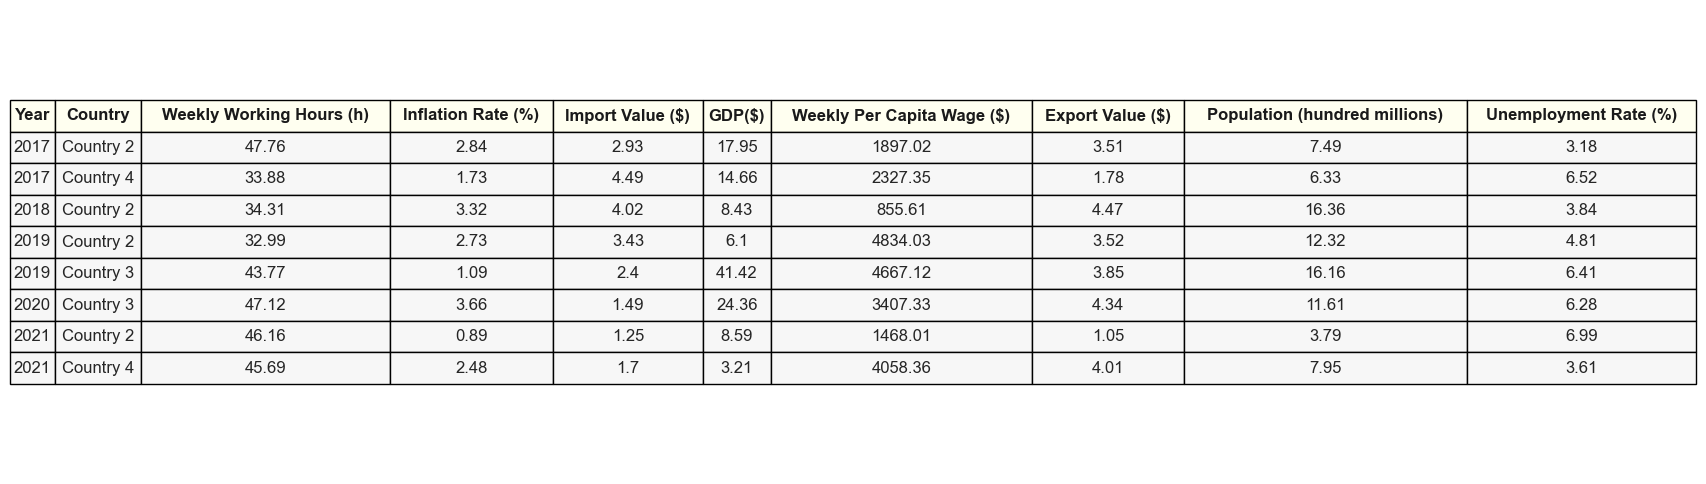 Year Country Weekly Working Hours (h) Inflation Rate (%) Import Value ($) GDP($) Weekly Per Capita Wage ($) Export Value ($) Population (hundred millions) Unemployment Rate (%)
2017 Country 2 47.76 2.84 2.93 17.95 1897.02 3.51 7.49 3.18
2017 Country 4 33.88 1.73 4.49 14.66 2327.35 1.78 6.33 6.52
2018 Country 2 34.31 3.32 4.02 8.43 855.61 4.47 16.36 3.84
2019 Country 2 32.99 2.73 3.43 6.1 4834.03 3.52 12.32 4.81
2019 Country 3 43.77 1.09 2.4 41.42 4667.12 3.85 16.16 6.41
2020 Country 3 47.12 3.66 1.49 24.36 3407.33 4.34 11.61 6.28
2021 Country 2 46.16 0.89 1.25 8.59 1468.01 1.05 3.79 6.99
2021 Country 4 45.69 2.48 1.7 3.21 4058.36 4.01 7.95 3.61